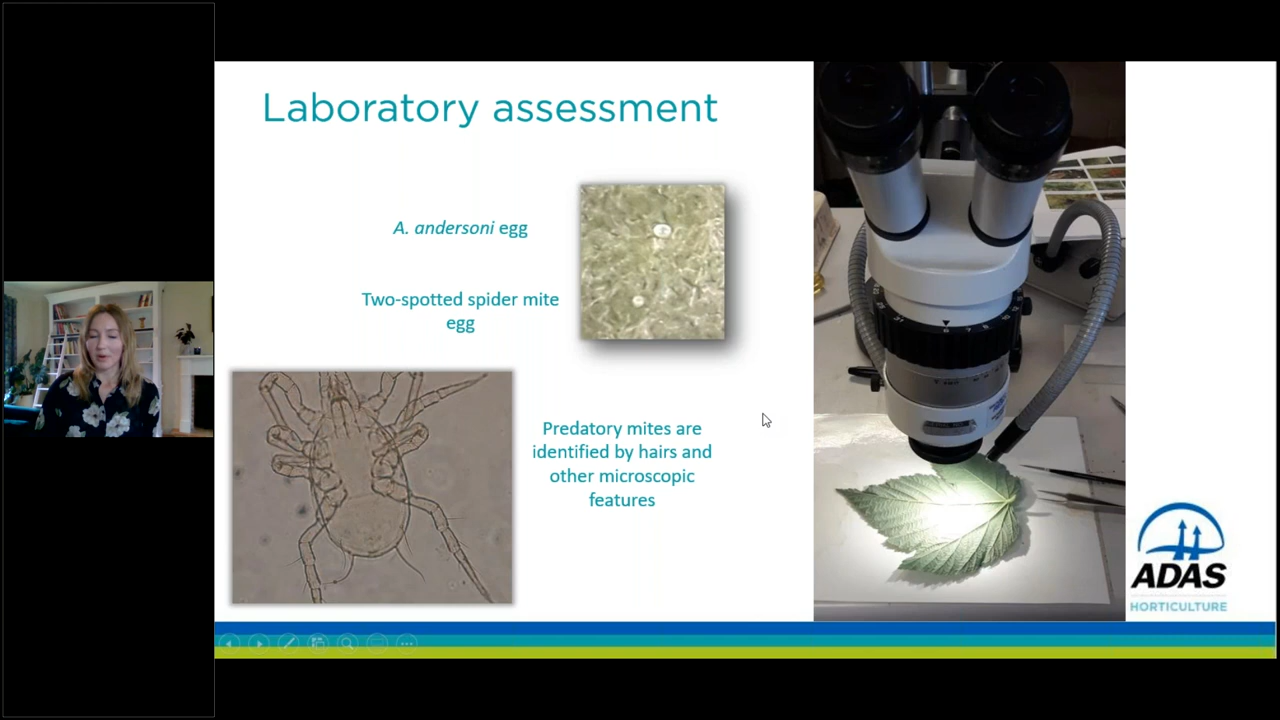 Laboratory assessment
A. andersoni egg
Two-spotted spider mite
egg
Predatory mites are
identified by hairs and
other microscopic
features
ADAS
HORTICULTURE